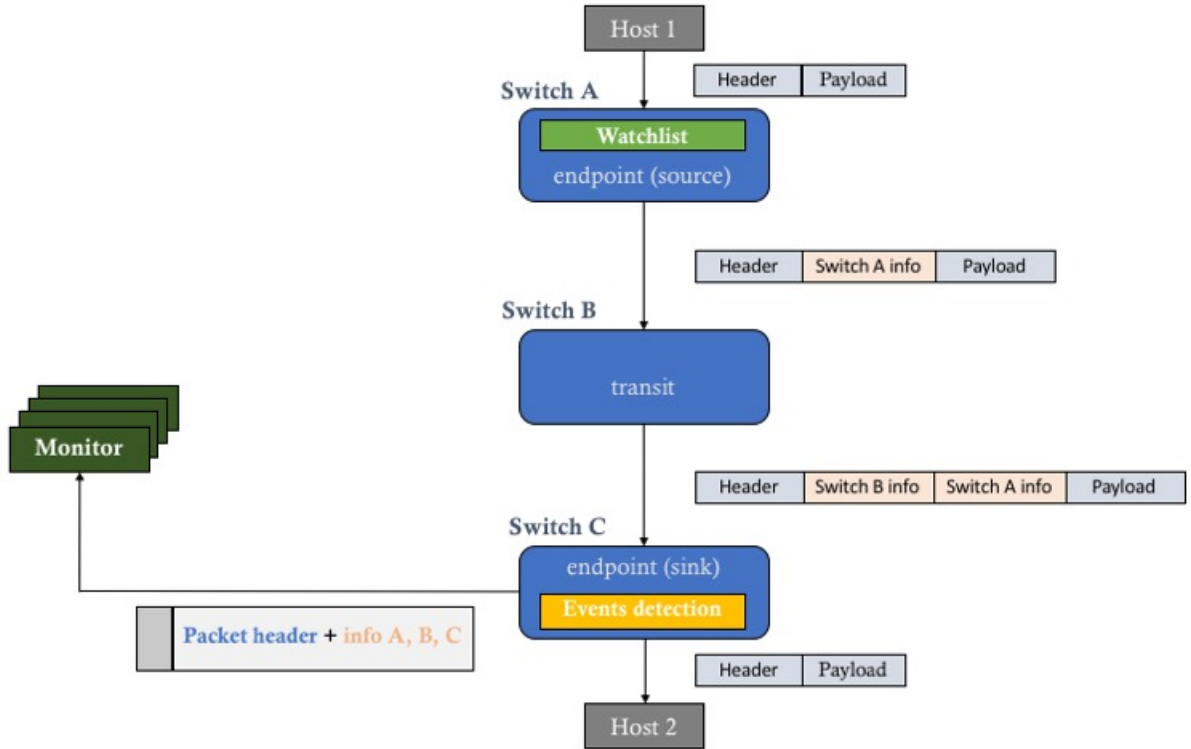 Host 1
Header Payload
Switch A
Watchlist
endpoint (source)
Header Switch A info Payload
Switch B
transit
Monitor
Header Switch B info Switch A info Payload
Switch C
endpoint (sink)
Events detection
Packet header + info A, B, C
Header Payload
Host 2